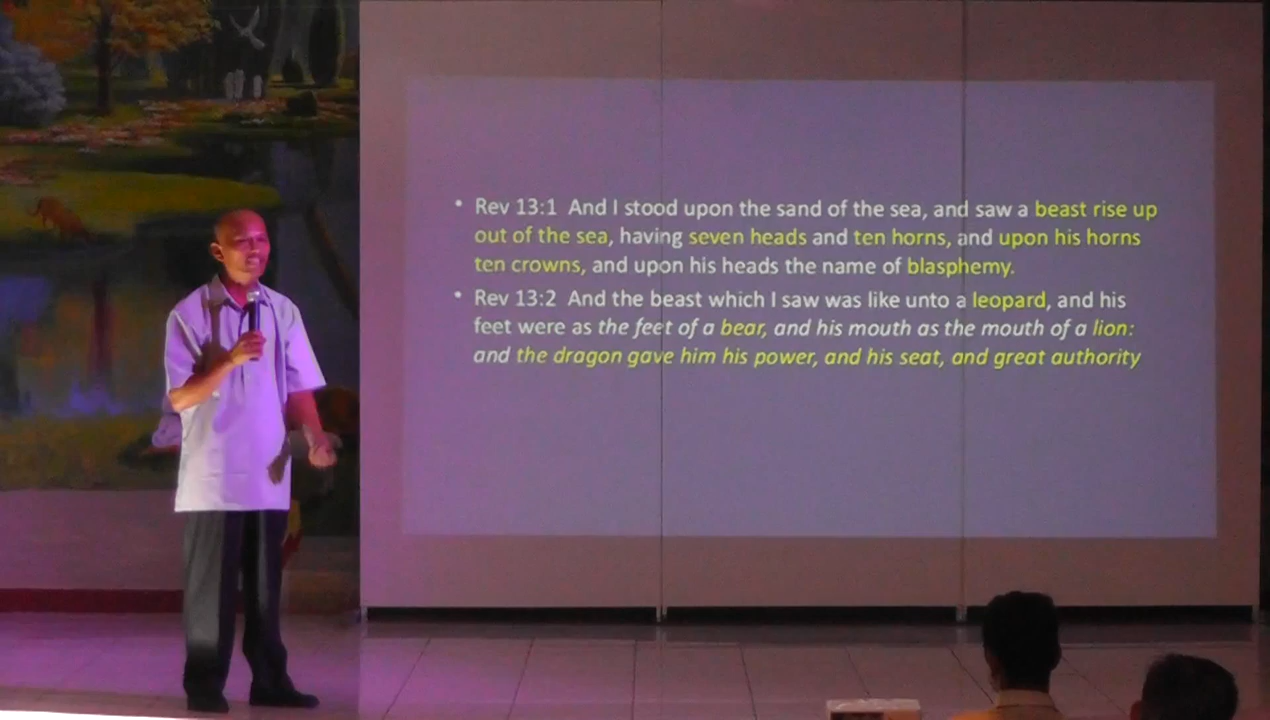 • Rev 13:1 And I stood upon the sand of the sea, and saw a beast rise up
out of the sea, having seven heads and ten horns, and upon his horns
ten crowns, and upon his heads the name of blasphemy.
• Rev 13:2 And the beast which I saw was like unto a leopard, and his
feet were as the feet of a bear, and his mouth as the mouth of a lion:
and the dragon gave him his power, and his seat, and great authority